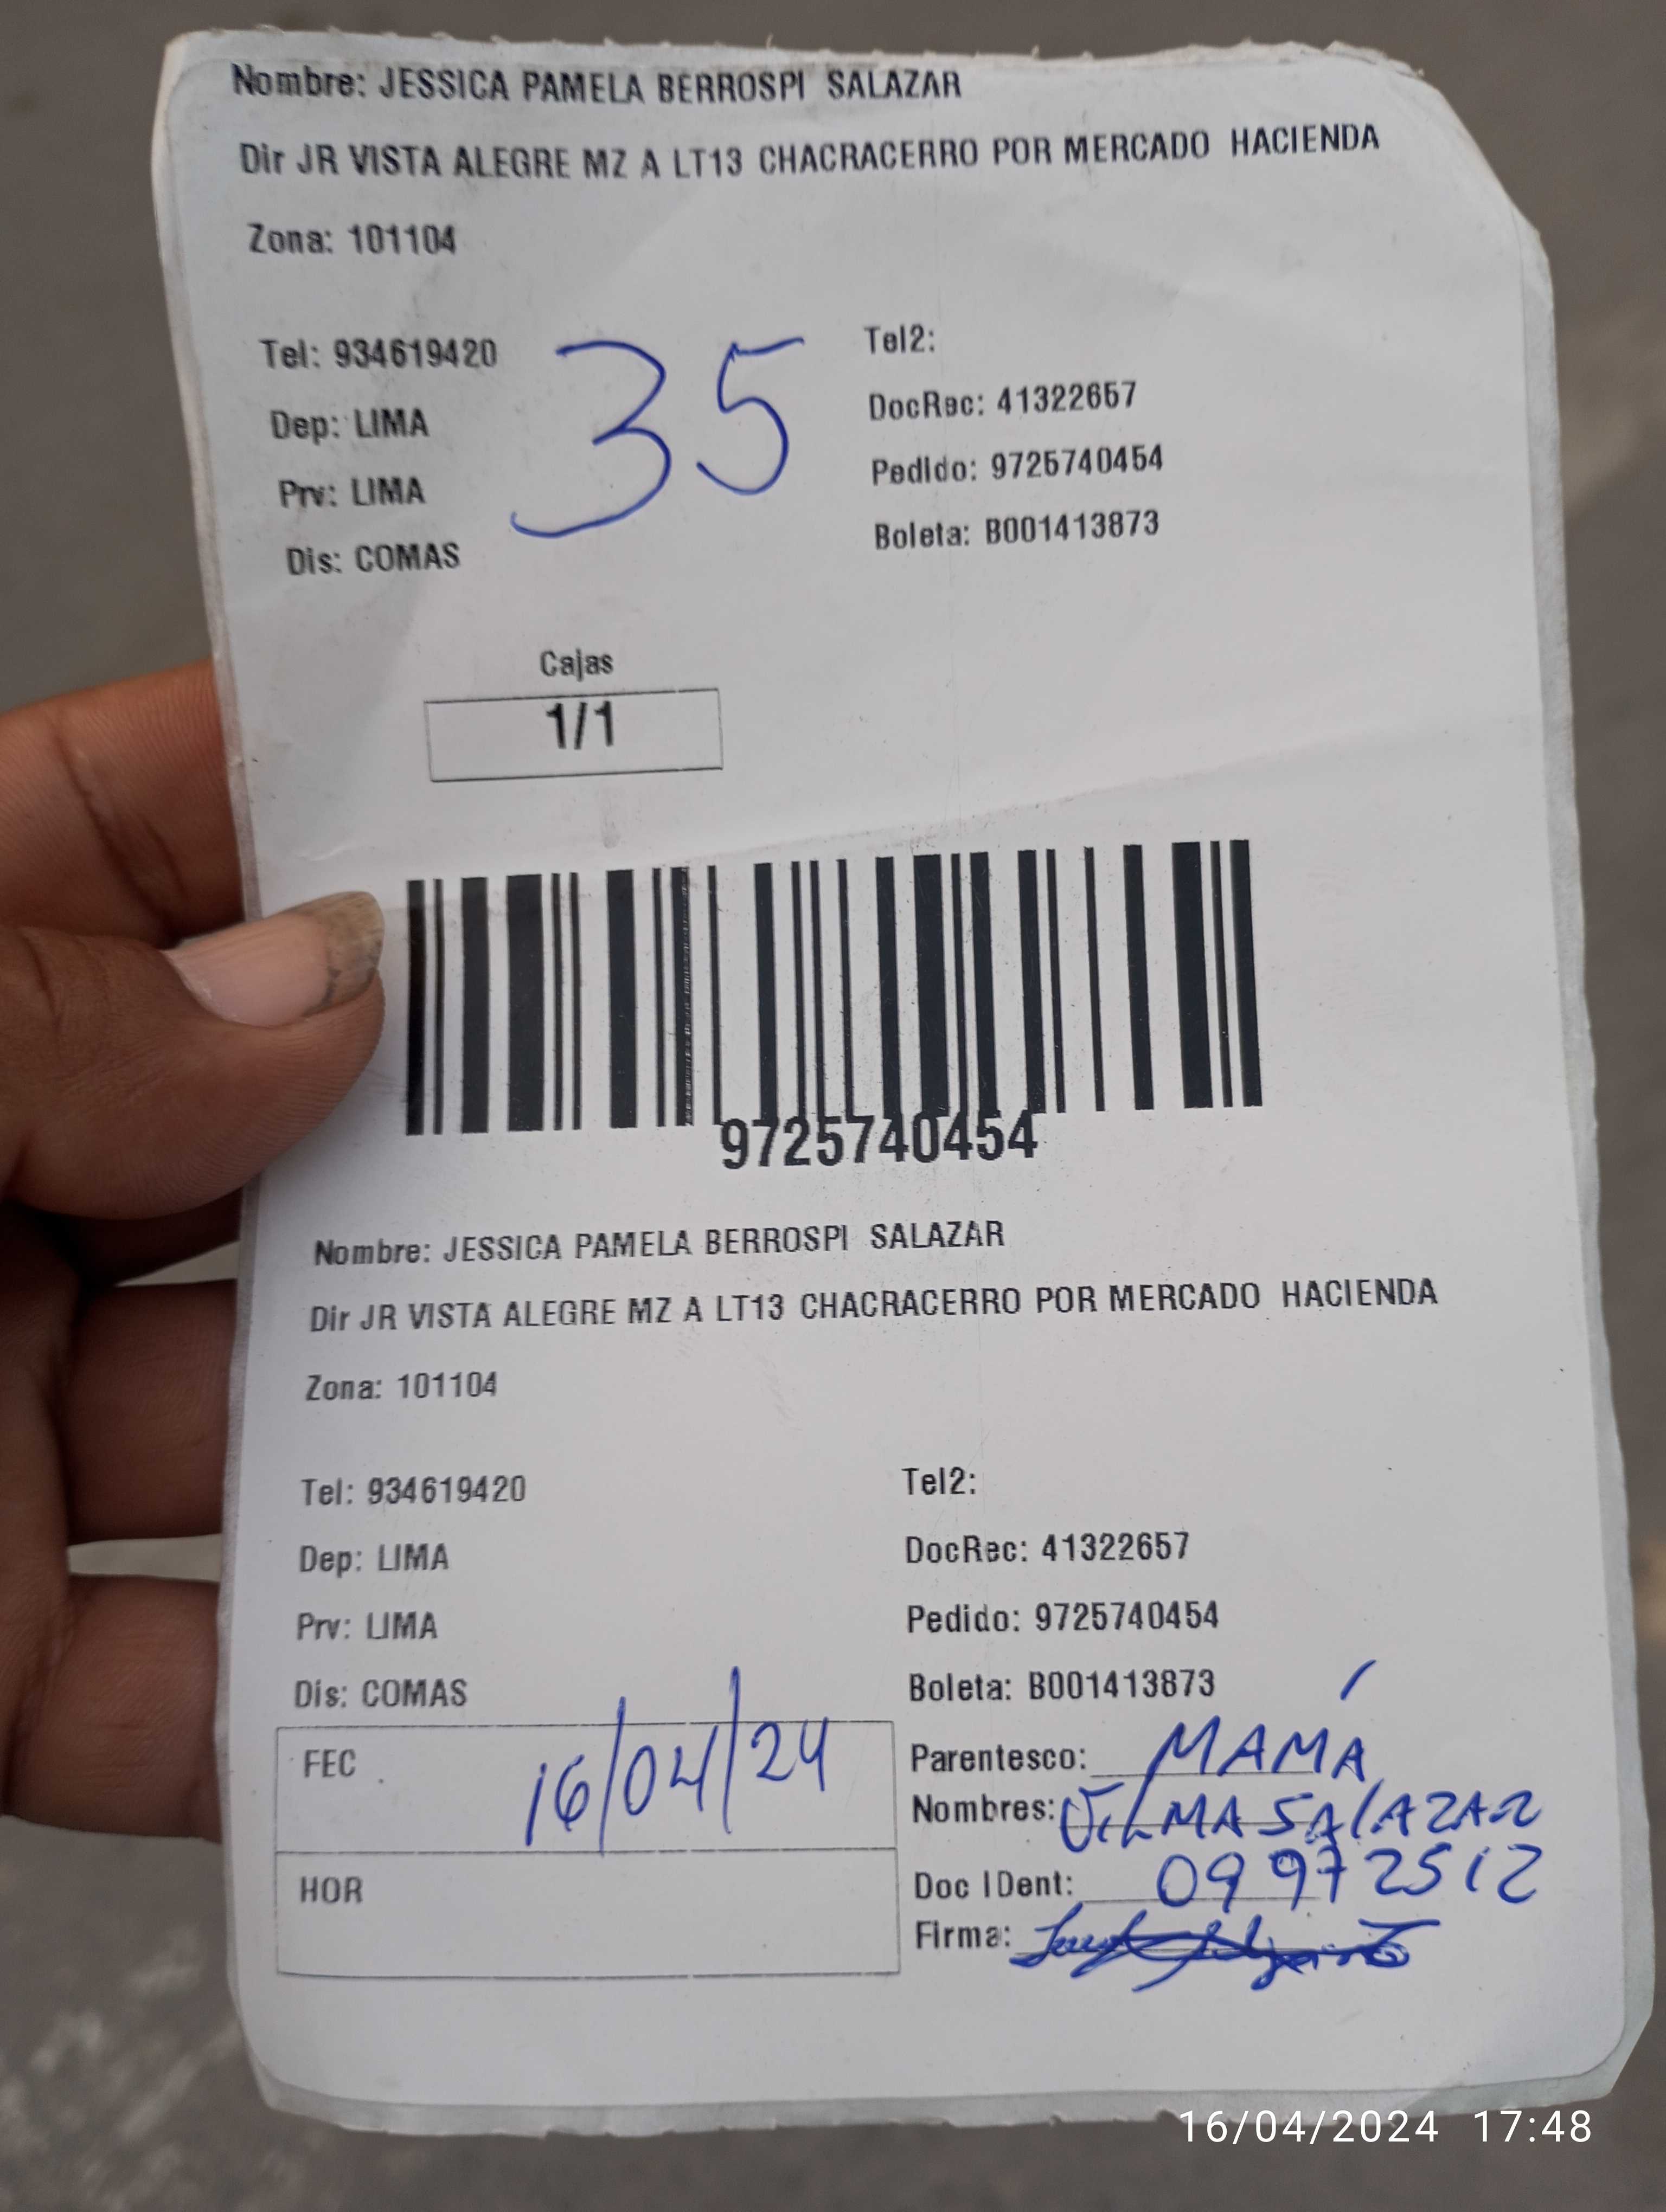 Nombre: JESSICA PAMELA BERROSPI SALAZAR
Dir JR VISTA ALEGRE MZ A LT13 CHACRACERRO POR MERCADO HACIENDA
Zona: 101104
Tel: 934619420
35
Tel2:
Dep: LIMA
DocRec: 41322657
Prv: LIMA
Pedido: 9725740454
Dis: COMAS
Boleta: B001413873
Cajas
1/1
9725740454
Nombre: JESSICA PAMELA BERROSPI SALAZAR
Dir JR VISTA ALEGRE MZ A LT13 CHACRACERRO POR MERCADO HACIENDA
Zona: 101104
Tel: 934619420
Tel2:
Dep: LIMA
DocRec: 41322657
Prv: LIMA
Pedido: 9725740454
Dis: COMAS
Boleta: B001413873
FEC 16/04/24
HOR
Parentesco: MAMÁ
Nombres: VILMA SALAZAR
Doc IDent: 09972512
Firma:
16/04/2024 17:48